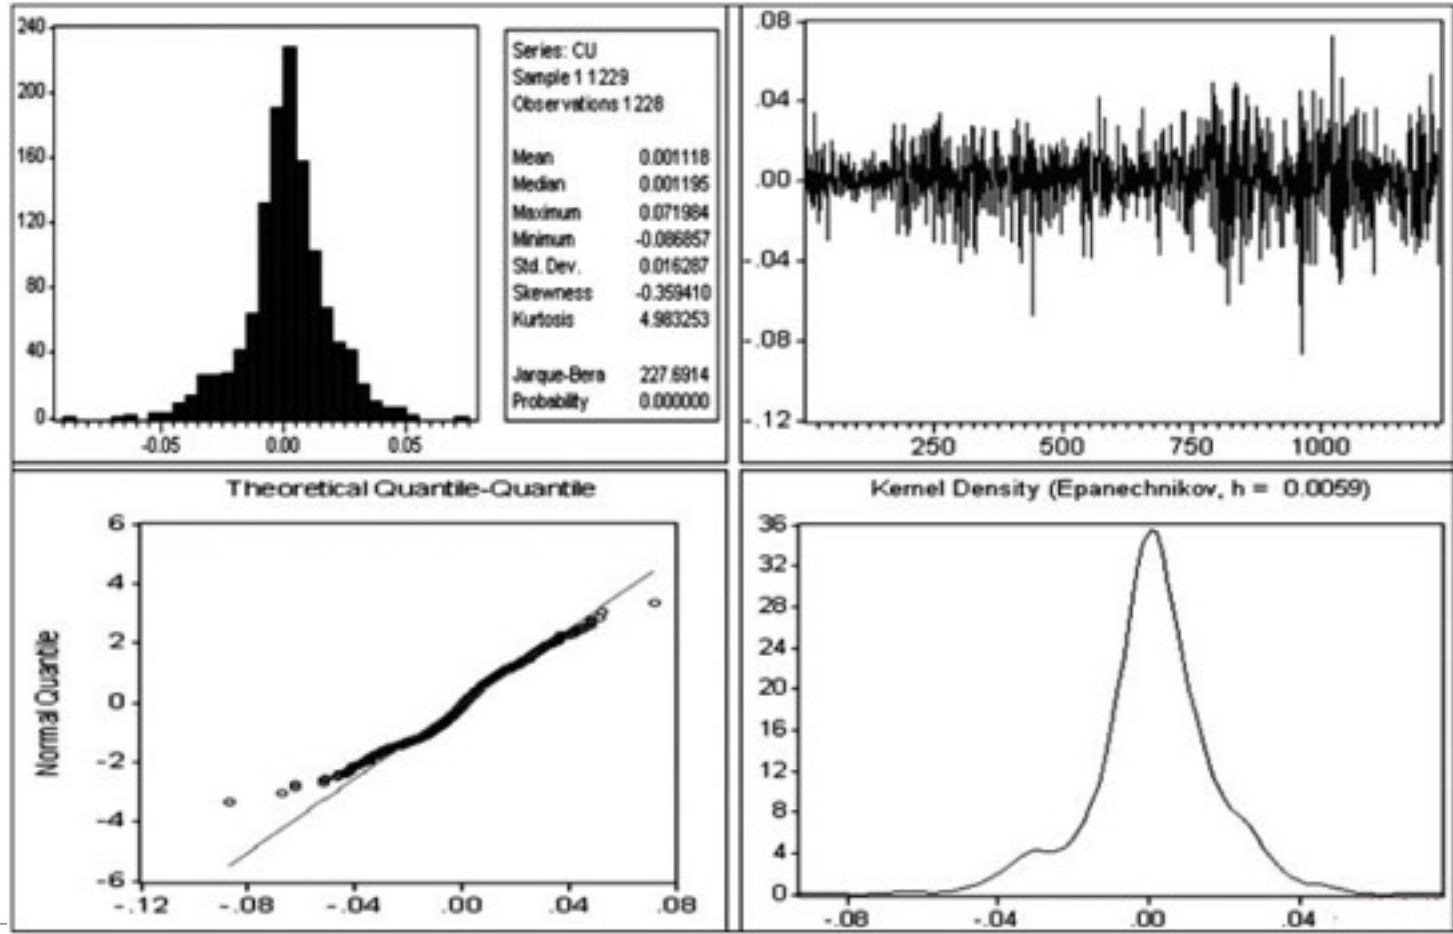 240
200
160
120
80
40
0
-0.05 0.00 0.05
Series: CU
Sample 1 1229
Observations 1228
Mean 0.001118
Median 0.001195
Maximum 0.071984
Minimum -0.086857
Std. Dev. 0.016287
Skewness -0.359410
Kurtosis 4.983253
Jarque-Bera 227.6914
Probability 0.000000
.08
.04
.00
-.04
-.08
-.12
250 500 750 1000
Theoretical Quantile-Quantile
Normal Quantile
6
4
2
0
-2
-4
-6
-.12 -.08 -.04 .00 .04 .08
Kernel Density (Epanechnikov, h = 0.0059)
36
32
28
24
20
16
12
8
4
0
-.08 -.04 .00 .04